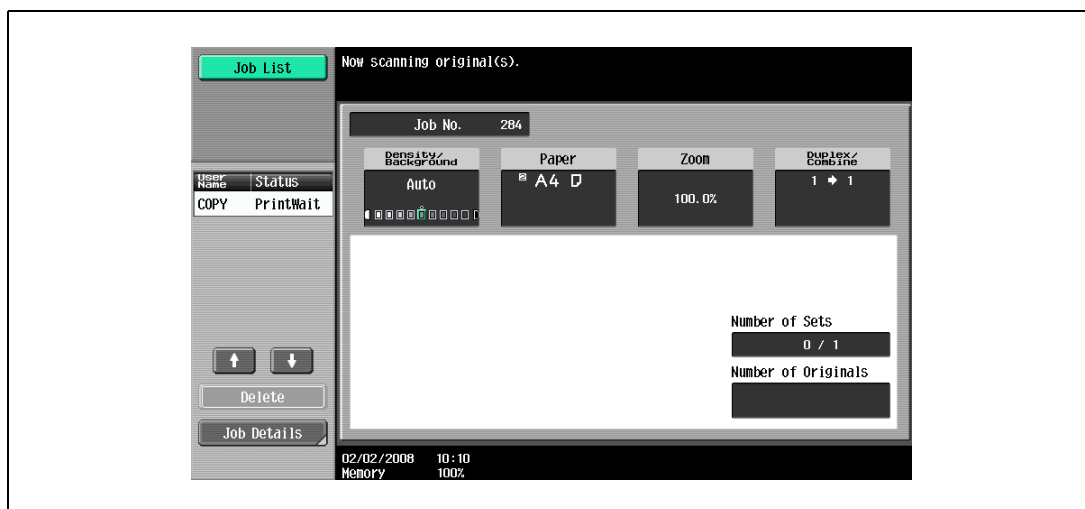 Job List
Now scanning original(s).
Job No. 284
Density/
Background
Paper
Zoom
Duplex/
Combine
Auto
2 A4
100.0%
1 → 1
User
Name
Status
COPY PrintWait
Number of Sets
0 / 1
Number of Originals
Delete
Job Details
02/02/2008 10:10
Memory 100%